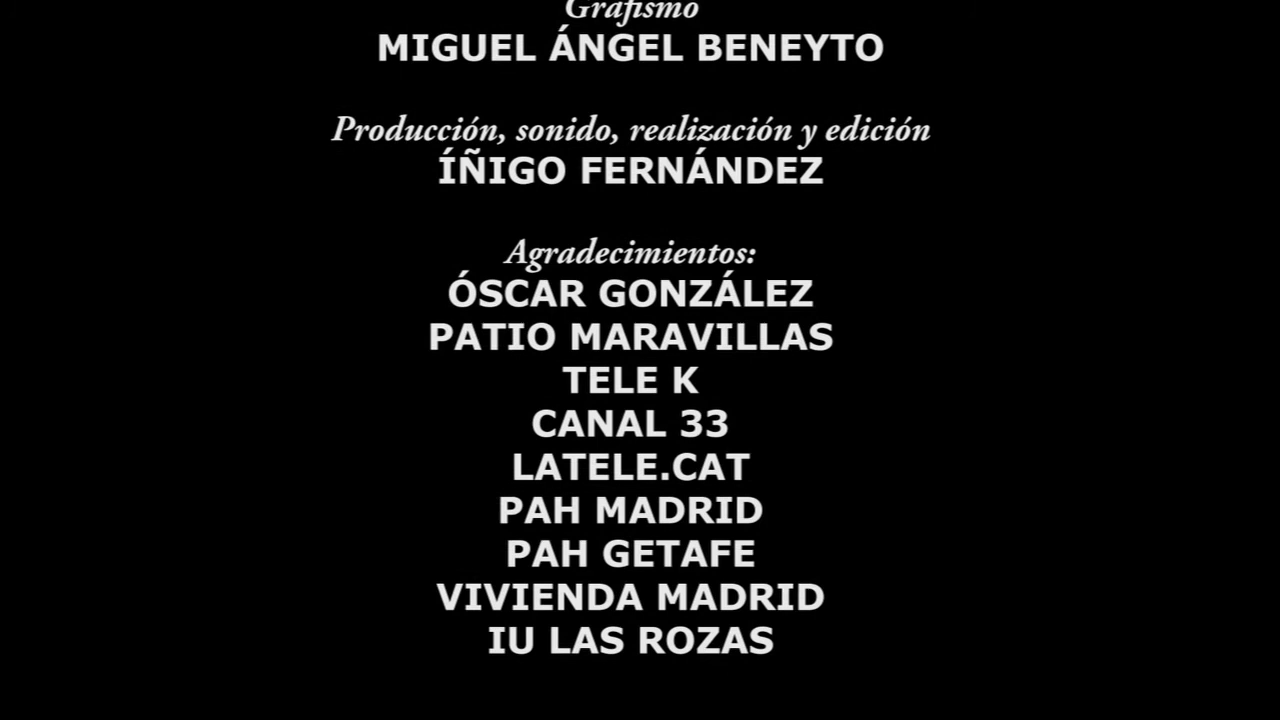 Grafismo
MIGUEL ÁNGEL BENEYTO
Producción, sonido, realización y edición
ÍÑIGO FERNÁNDEZ
Agradecimientos:
ÓSCAR GONZÁLEZ
PATIO MARAVILLAS
TELE K
CANAL 33
LATELE.CAT
PAH MADRID
PAH GETAFE
VIVIENDA MADRID
IU LAS ROZAS